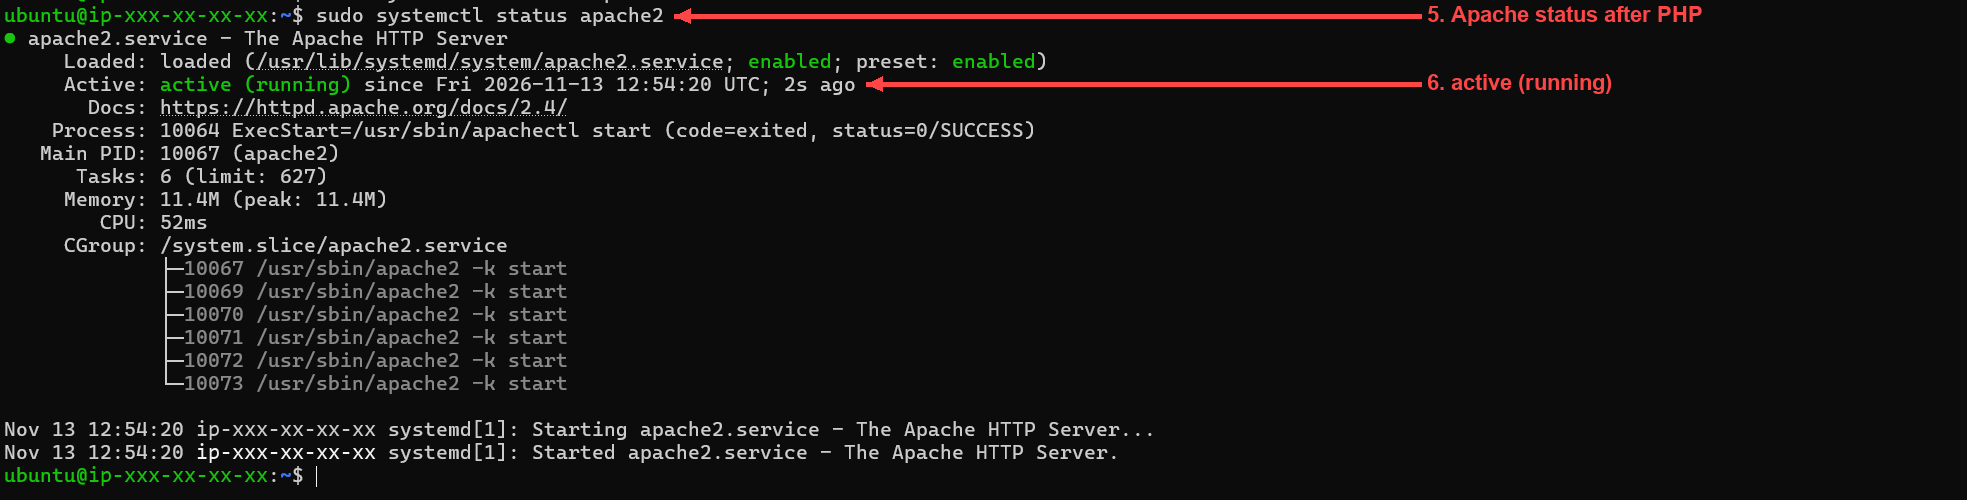 ubuntu@ip-xxx-xx-xx-xx:~$ sudo systemctl status apache2 5. Apache status after PHP
● apache2.service - The Apache HTTP Server
Loaded: loaded (/usr/lib/systemd/system/apache2.service; enabled; preset: enabled)
Active: active (running) since Fri 2026-11-13 12:54:20 UTC; 2s ago 6. active (running)
Docs: https://httpd.apache.org/docs/2.4/
Process: 10064 ExecStart=/usr/sbin/apachectl start (code=exited, status=0/SUCCESS)
Main PID: 10067 (apache2)
Tasks: 6 (limit: 627)
Memory: 11.4M (peak: 11.4M)
CPU: 52ms
CGroup: /system.slice/apache2.service
├─10067 /usr/sbin/apache2 -k start
├─10069 /usr/sbin/apache2 -k start
├─10070 /usr/sbin/apache2 -k start
├─10071 /usr/sbin/apache2 -k start
├─10072 /usr/sbin/apache2 -k start
└─10073 /usr/sbin/apache2 -k start
Nov 13 12:54:20 ip-xxx-xx-xx-xx systemd[1]: Starting apache2.service - The Apache HTTP Server...
Nov 13 12:54:20 ip-xxx-xx-xx-xx systemd[1]: Started apache2.service - The Apache HTTP Server.
ubuntu@ip-xxx-xx-xx-xx:~$